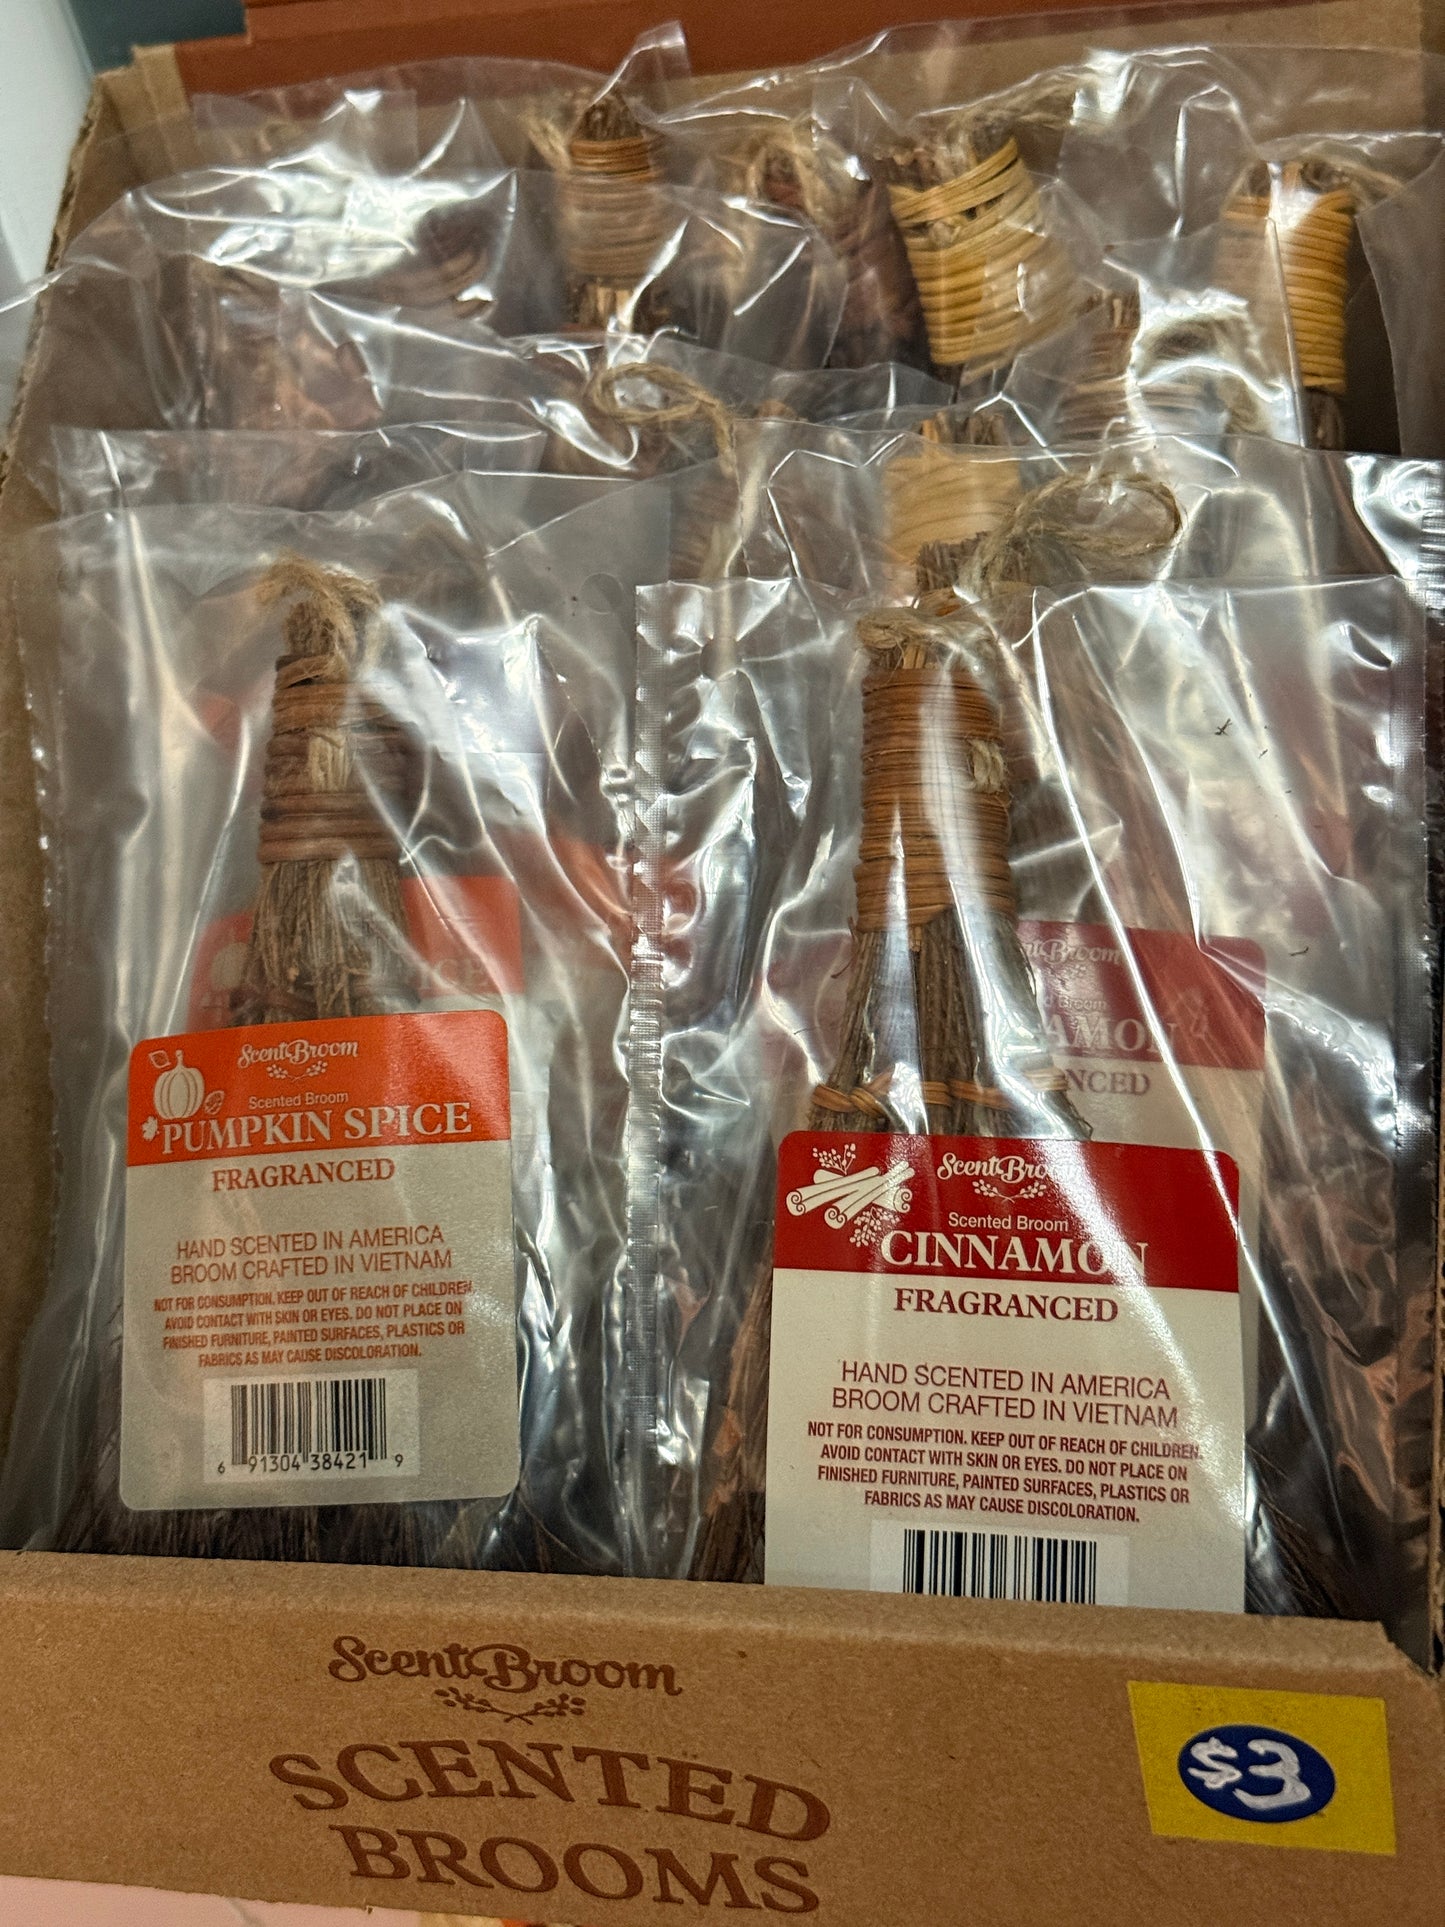 ScentBroom
Scented Broom
PUMPKIN SPICE
FRAGRANCED
HAND SCENTED IN AMERICA
BROOM CRAFTED IN VIETNAM
NOT FOR CONSUMPTION. KEEP OUT OF REACH OF CHILDREN.
AVOID CONTACT WITH SKIN OR EYES. DO NOT PLACE ON
FINISHED FURNITURE, PAINTED SURFACES, PLASTICS OR
FABRICS AS MAY CAUSE DISCOLORATION.
6 91304 38421 9
ScentBroom
Scented Broom
CINNAMON
FRAGRANCED
HAND SCENTED IN AMERICA
BROOM CRAFTED IN VIETNAM
NOT FOR CONSUMPTION. KEEP OUT OF REACH OF CHILDREN.
AVOID CONTACT WITH SKIN OR EYES. DO NOT PLACE ON
FINISHED FURNITURE, PAINTED SURFACES, PLASTICS OR
FABRICS AS MAY CAUSE DISCOLORATION.
Broom
Broom
AMON
NCED
ICE
ScentBroom
SCENTED
BROOMS
$3